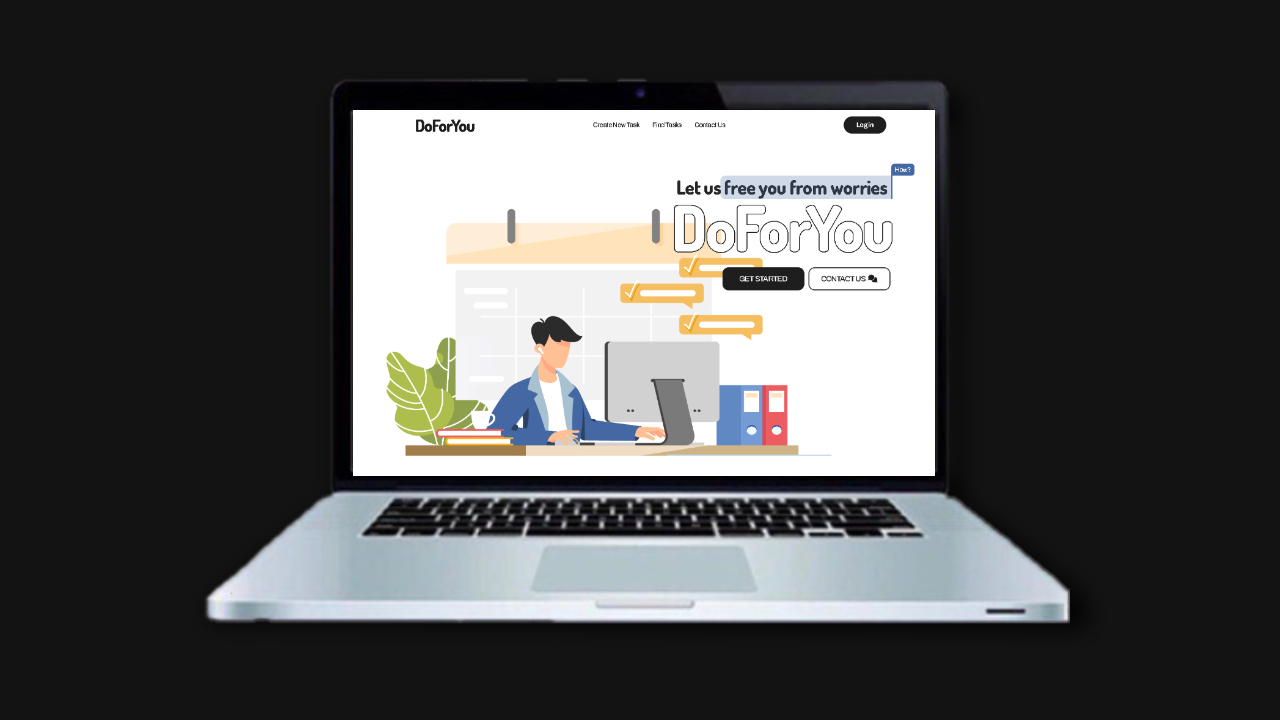 DoForYou
Create New Task
Find Tasks
Contact Us
Login
How?
Let us free you from worries
DoForYou
GET STARTED
CONTACT US